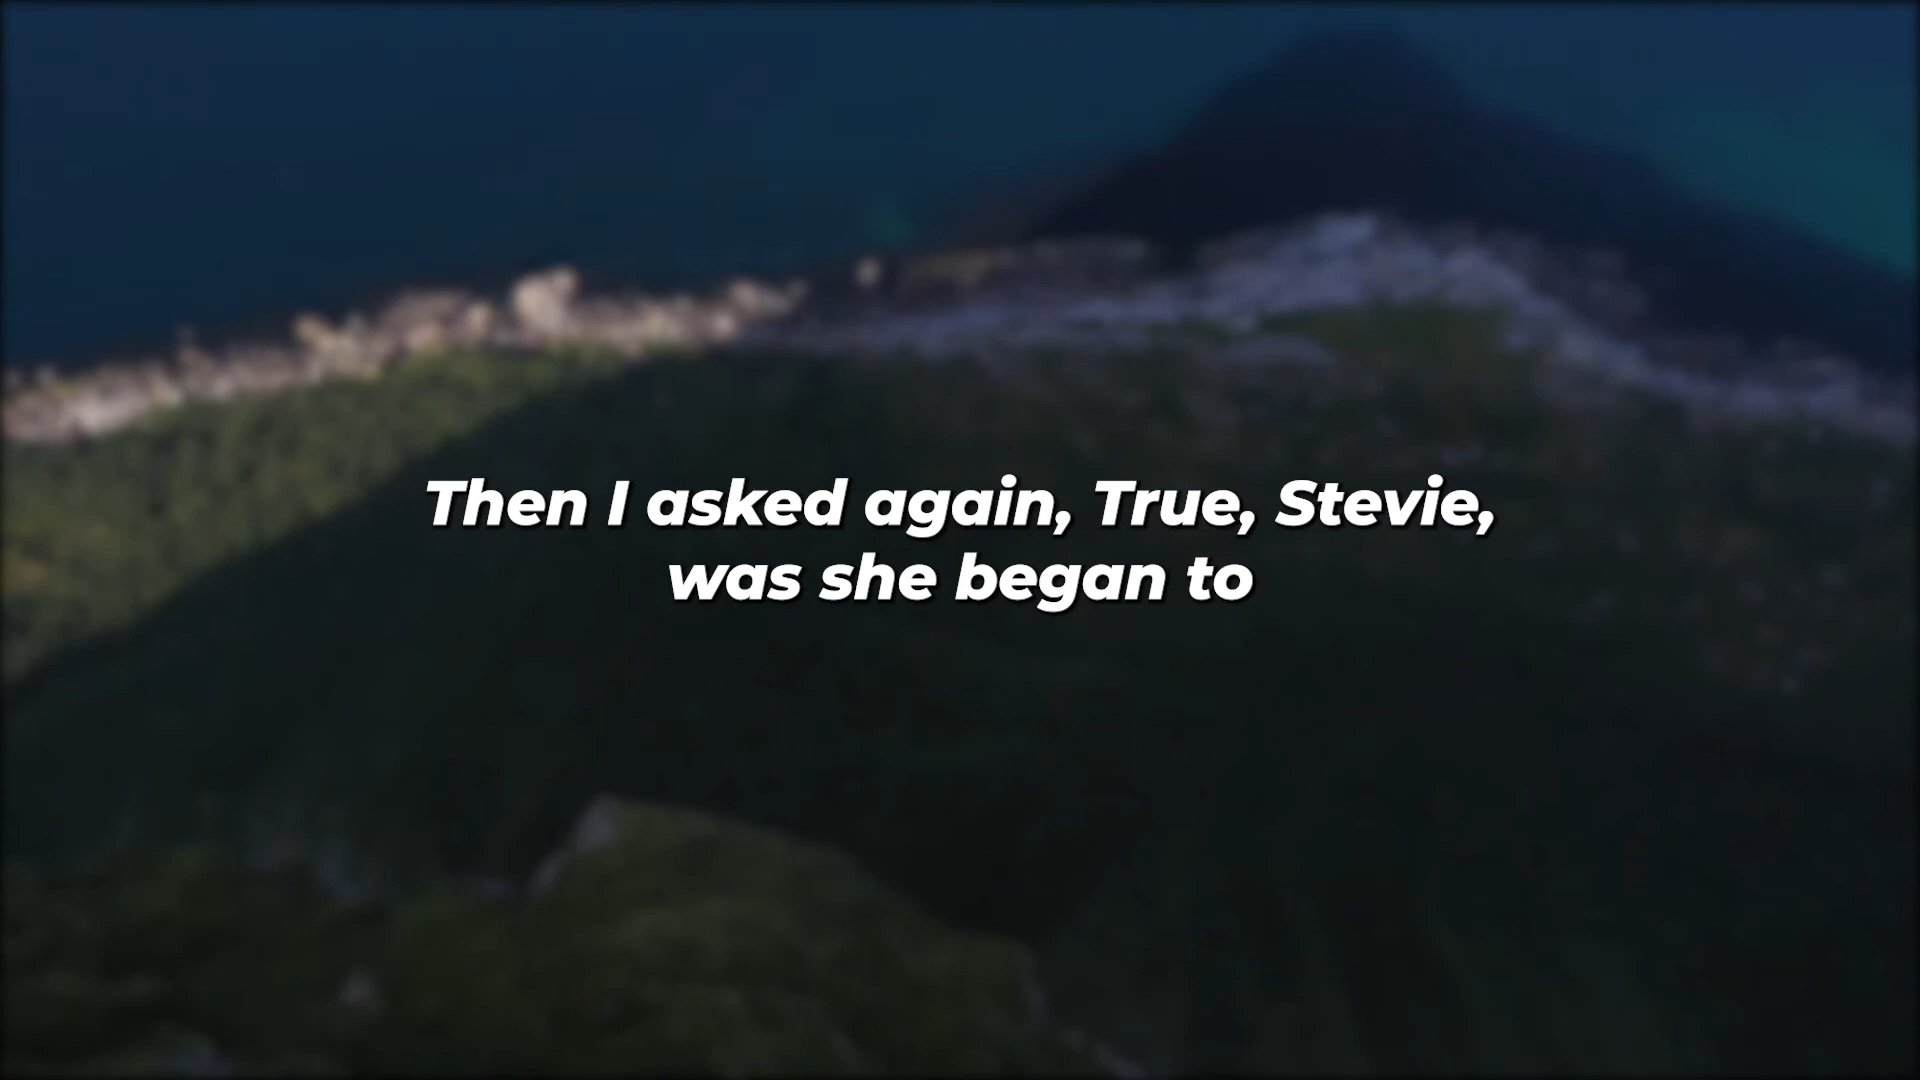 Then I asked again, True, Stevie,
was she began to